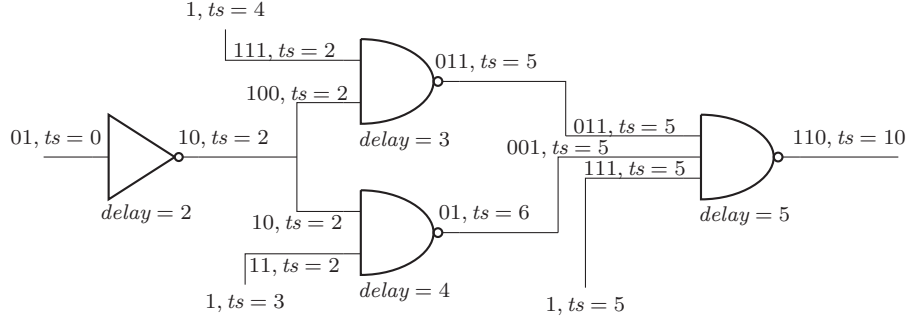 1, ts = 4
111, ts = 2
011, ts = 5
100, ts = 2
01, ts = 0
10, ts = 2
delay = 3
011, ts = 5
110, ts = 10
001, ts = 5
111, ts = 5
delay = 2
10, ts = 2
01, ts = 6
delay = 5
11, ts = 2
delay = 4
1, ts = 3
1, ts = 5